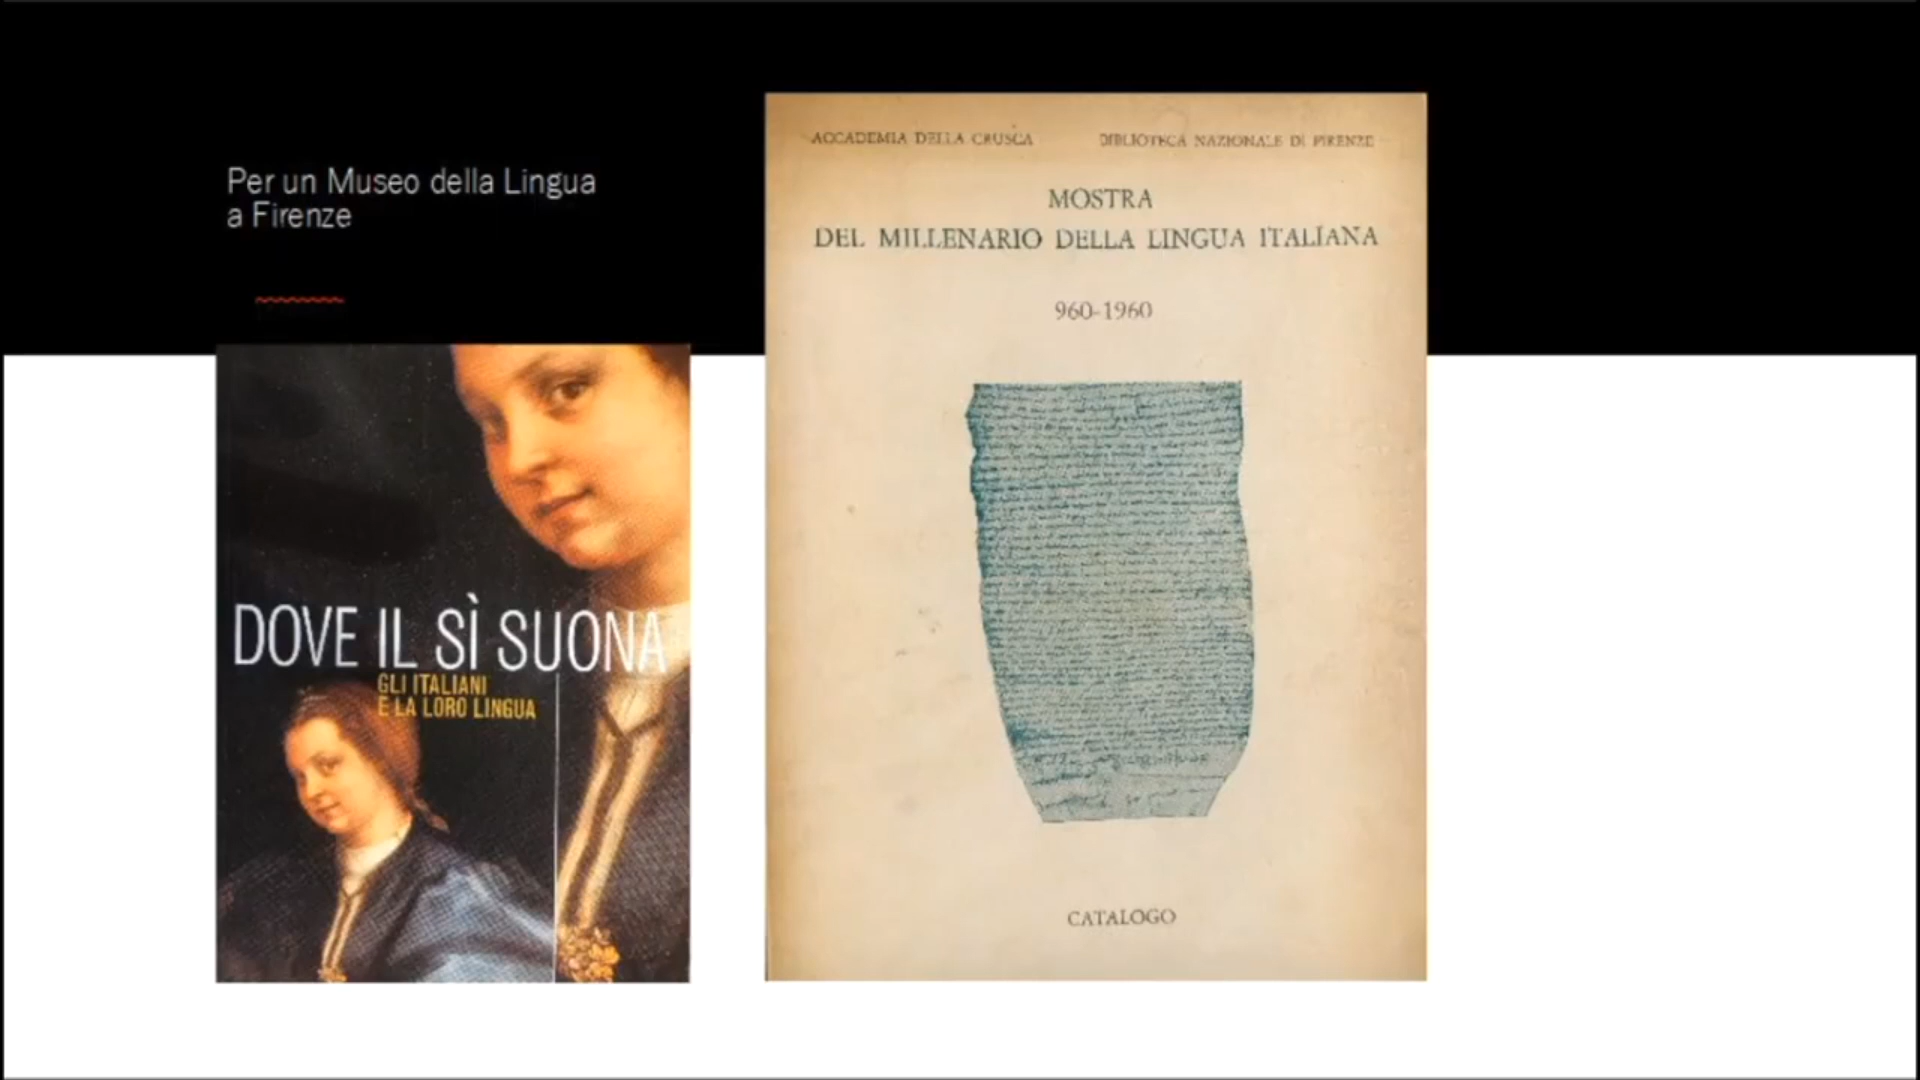 Per un Museo della Lingua
a Firenze
DOVE IL SÌ SUONA
GLI ITALIANI
E LA LORO LINGUA
ACCADEMIA DELLA CRUSCA
BIBLIOTECA NAZIONALE DI FIRENZE
MOSTRA
DEL MILLENARIO DELLA LINGUA ITALIANA
960-1960
CATALOGO